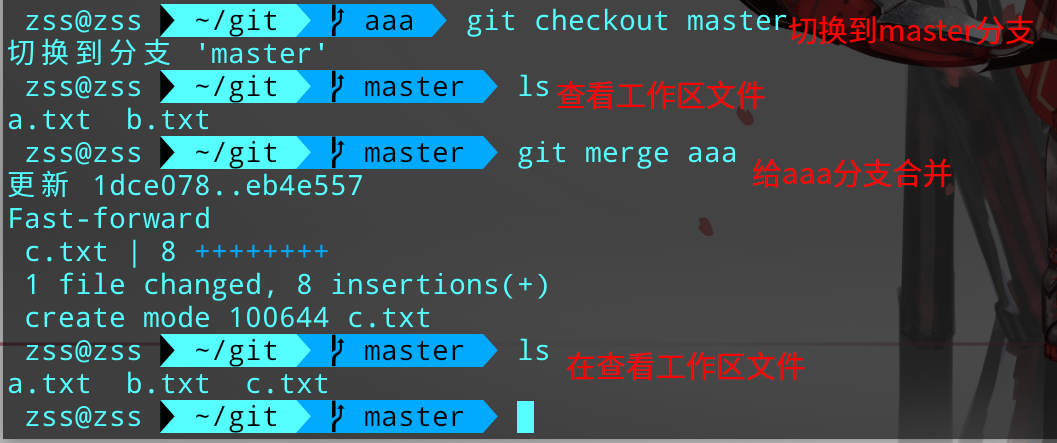 zss@zss ~/git aaa git checkout master 切换到master分支
切换到分支 'master'
zss@zss ~/git master ls 查看工作区文件
a.txt b.txt
zss@zss ~/git master git merge aaa 给aaa分支合并
更新 1dce078..eb4e557
Fast-forward
c.txt | 8 ++++++++
1 file changed, 8 insertions(+)
create mode 100644 c.txt
zss@zss ~/git master ls 在查看工作区文件
a.txt b.txt c.txt
zss@zss ~/git master